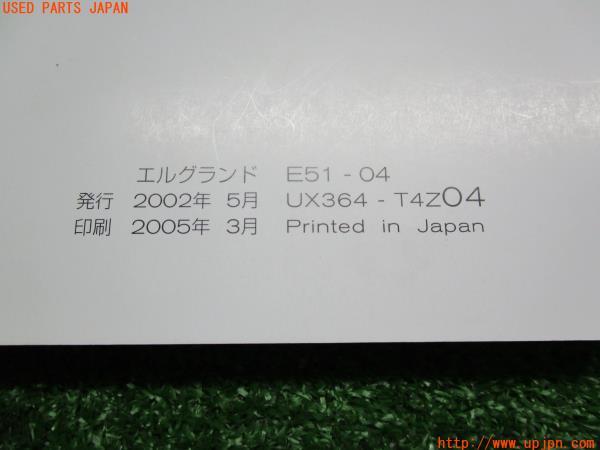 USED PARTS JAPAN
エルグランド E51 - 04
発行 2002年 5月 UX364 - T4Z04
印刷 2005年 3月 Printed in Japan
http://www.upjpn.com